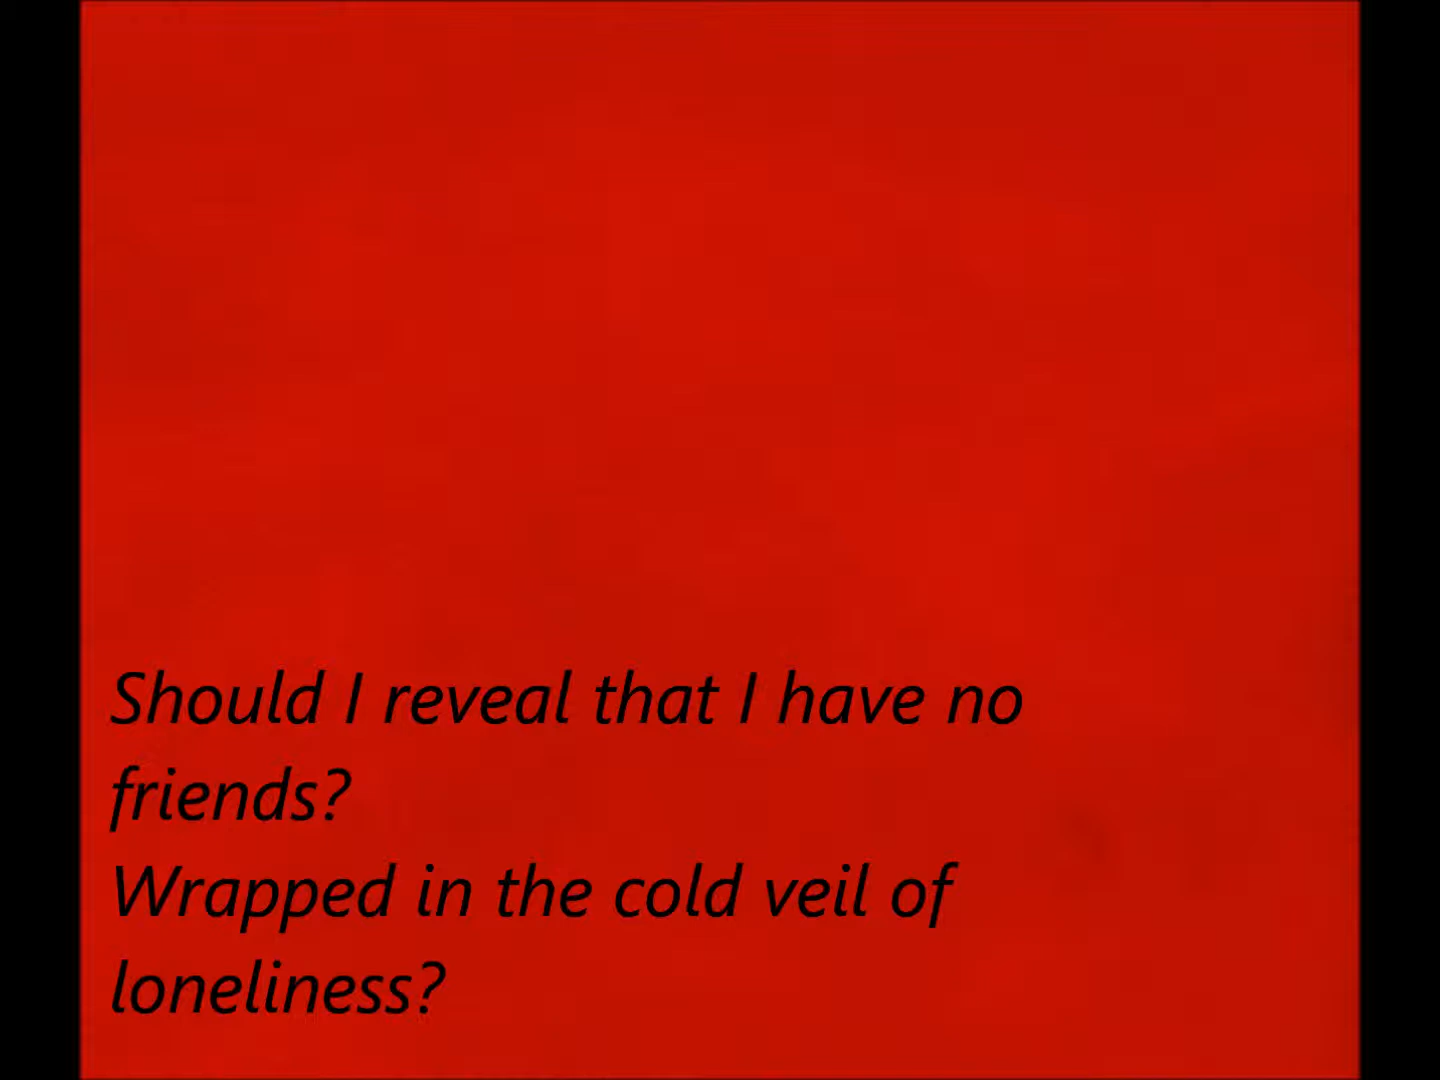 Should I reveal that I have no
friends?
Wrapped in the cold veil of
loneliness?